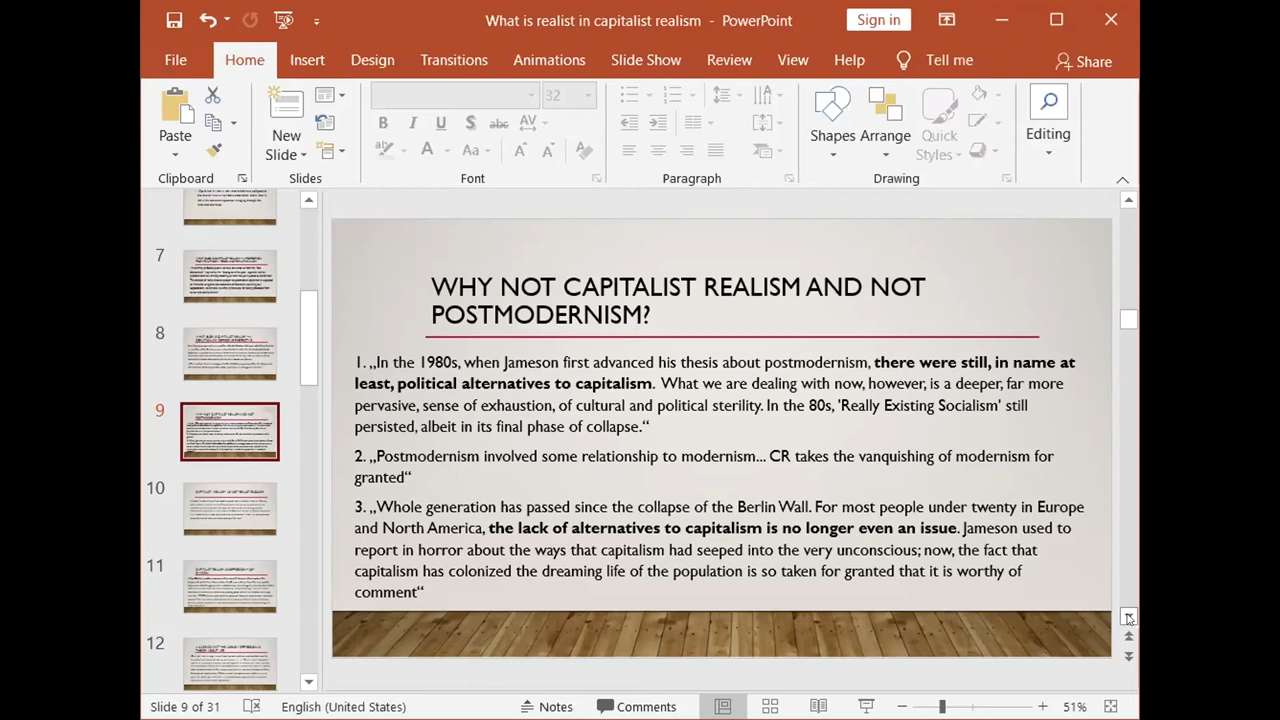 What is realist in capitalist realism - PowerPoint
Sign in
File Home Insert Design Transitions Animations Slide Show Review View Help Tell me Share
Paste
New Slide
32
Shapes
Arrange
Quick Styles
Editing
Clipboard Slides Font Paragraph Drawing
7
8
9
10
11
12
WHY NOT CAPITALIST REALISM AND NOT
POSTMODERNISM?
1. „In the 1980s, when Jameson first advanced his thesis about postmodernism, there were still, in name at
least, political alternatives to capitalism. What we are dealing with now, however, is a deeper, far more
pervasive, sense of exhaustion, of cultural and political sterility. In the 80s, 'Really Existing Socialism' still
persisted, albeit in its final phase of collapse.“
2. „Postmodernism involved some relationship to modernism... CR takes the vanquishing of modernism for
granted“
3. „Whole generation has passed since the collapse of the Berlin Wall. For most people under twenty in Europe
and North America, the lack of alternatives to capitalism is no longer even an issue. Jameson used to
report in horror about the ways that capitalism had seeped into the very unconscious; now, the fact that
capitalism has colonized the dreaming life of the population is so taken for granted that it is worthy of
comment“
Slide 9 of 31 English (United States) Notes Comments 51%